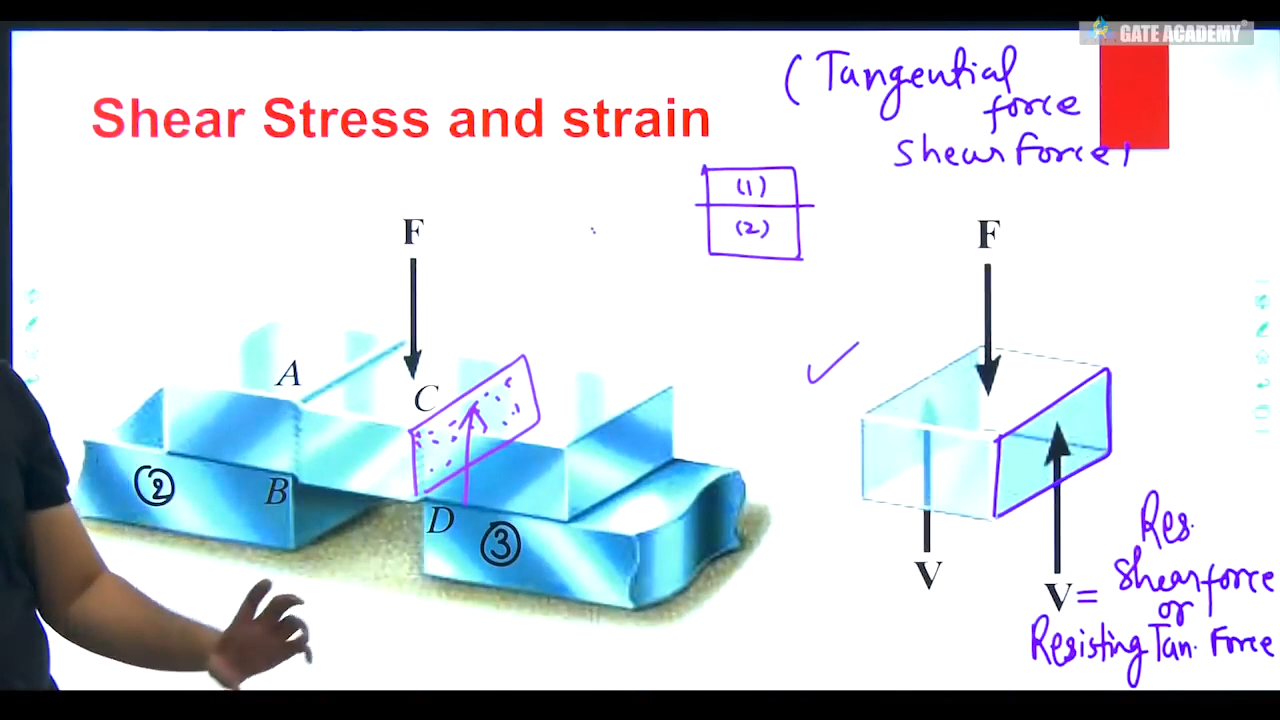 GATE ACADEMY
(Tangential
force
Shear Force)
Shear Stress and strain
(1)
(2)
F
F
A
C
B
D
2
3
V
V =
Res.
Shear force
or
Resisting Tan. Force